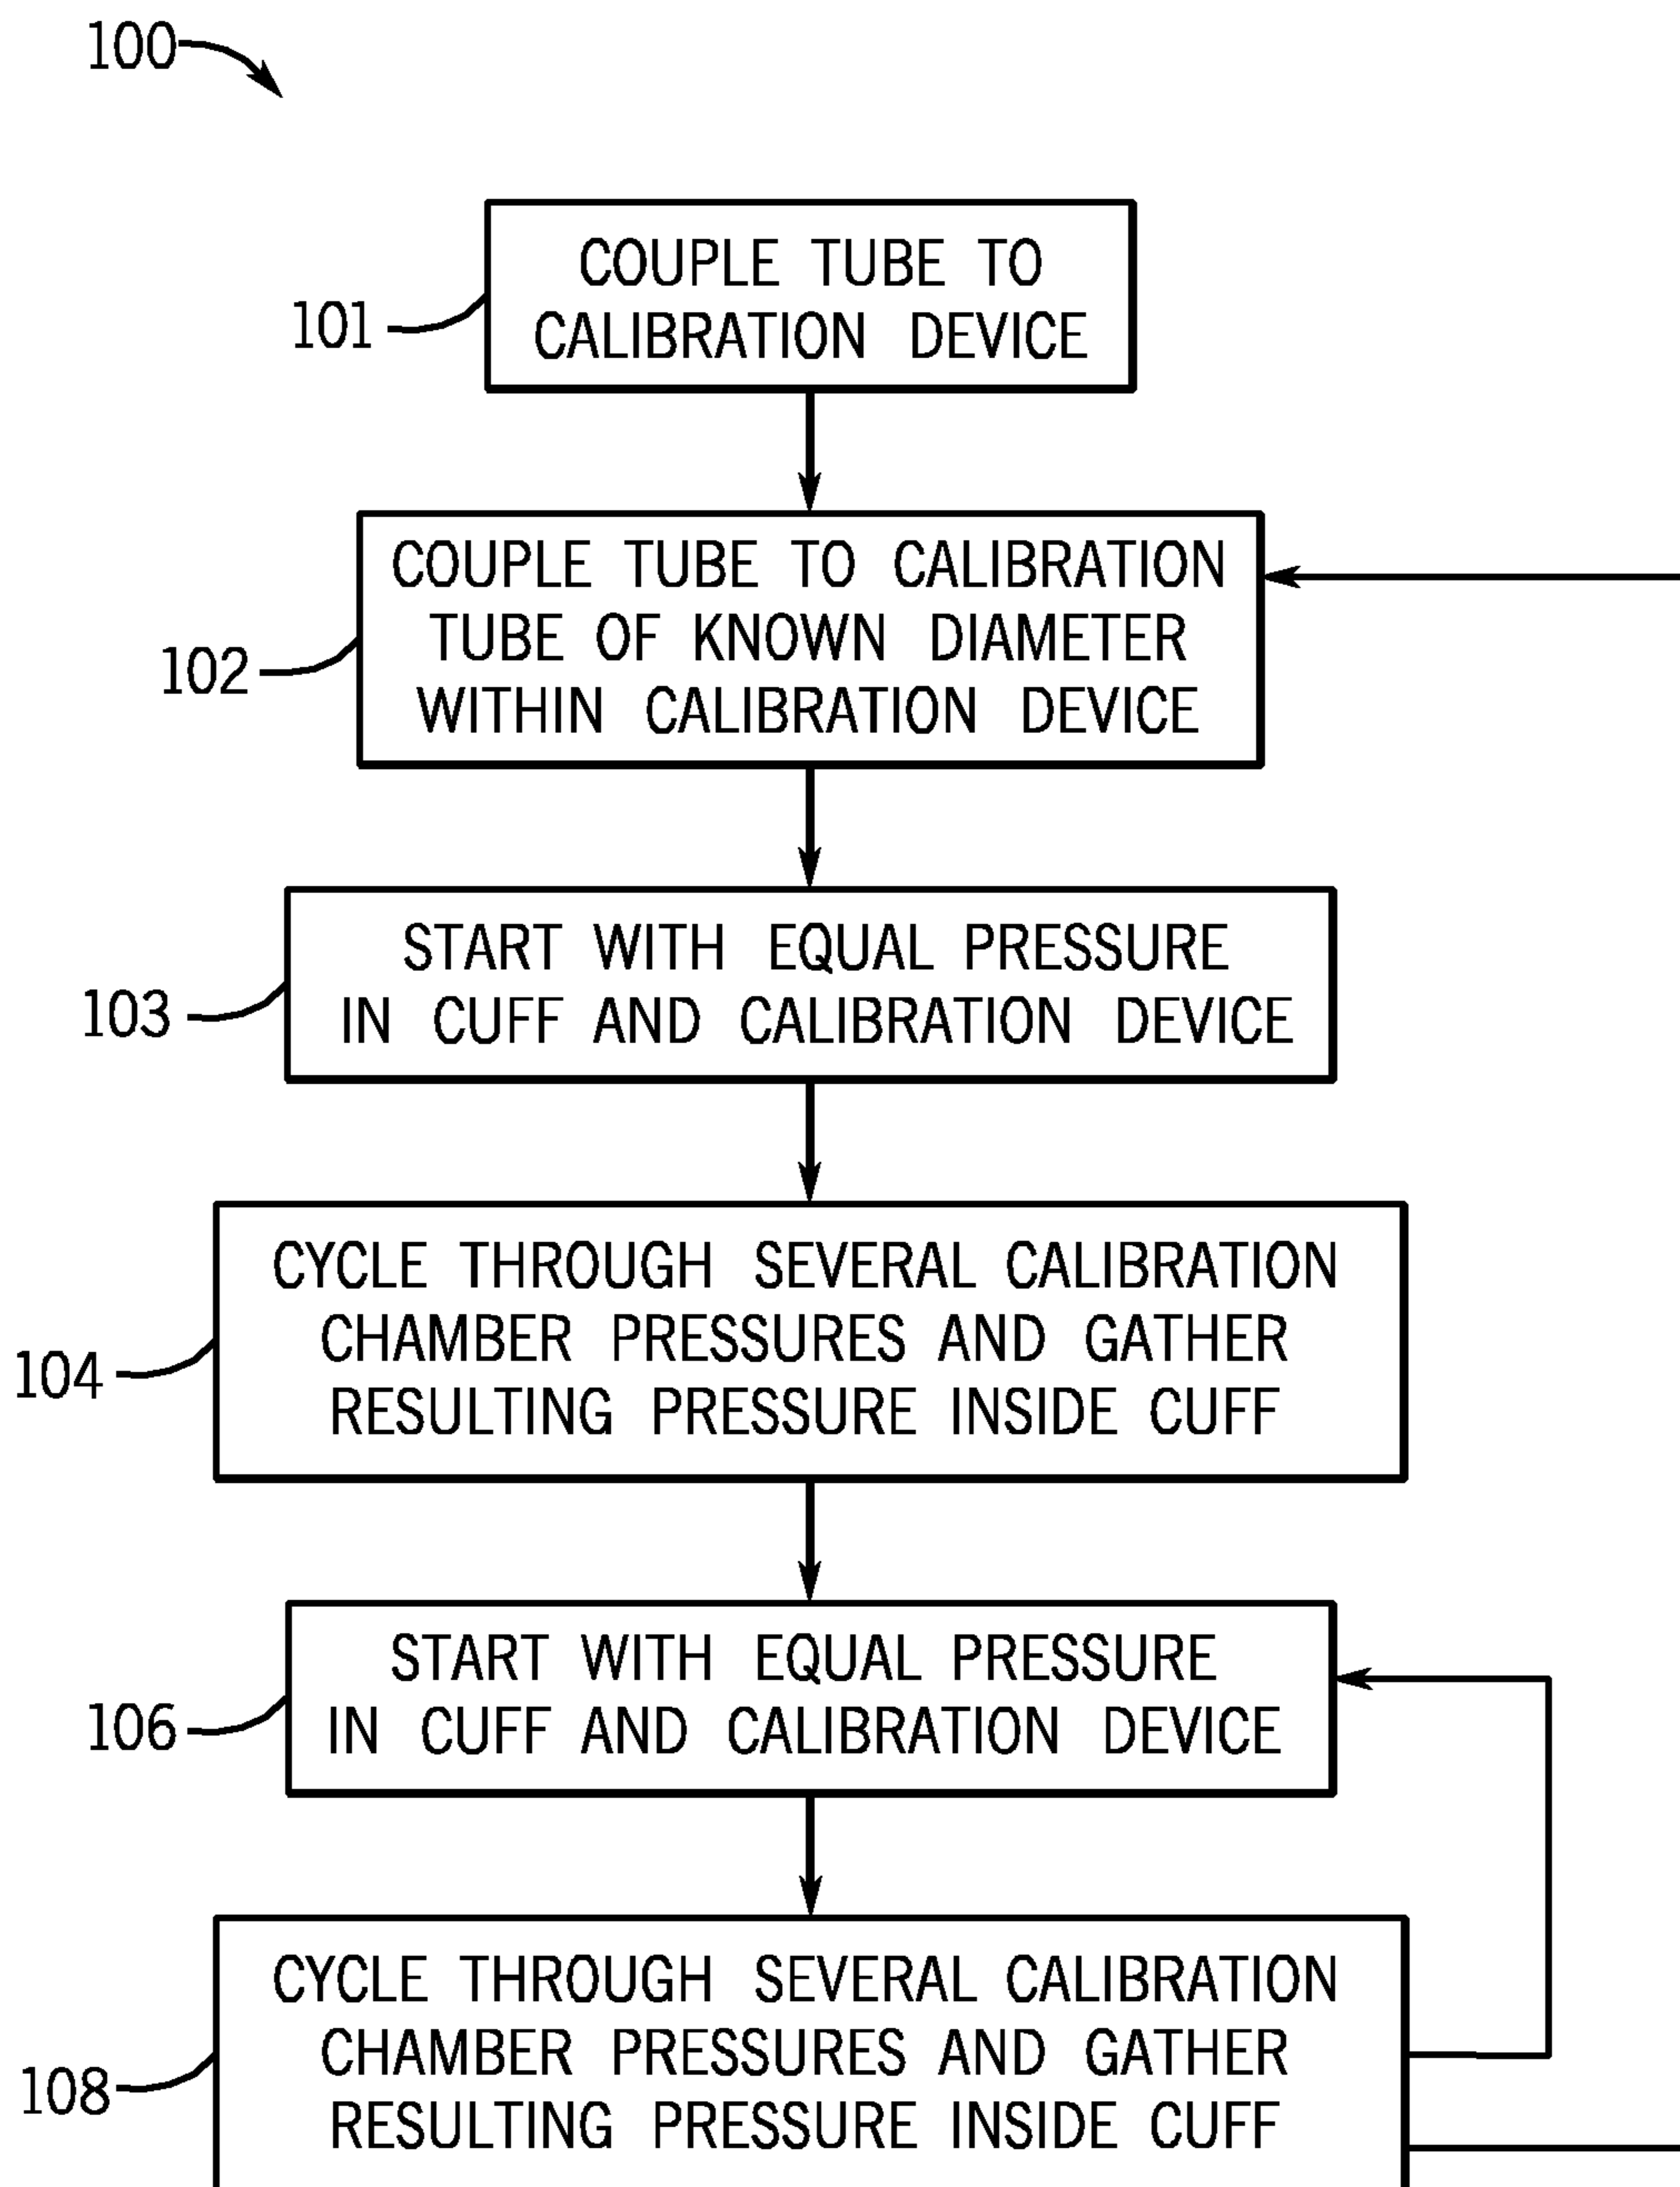 100
COUPLE TUBE TO
CALIBRATION DEVICE
101
COUPLE TUBE TO CALIBRATION
TUBE OF KNOWN DIAMETER
WITHIN CALIBRATION DEVICE
102
START WITH EQUAL PRESSURE
IN CUFF AND CALIBRATION DEVICE
103
CYCLE THROUGH SEVERAL CALIBRATION
CHAMBER PRESSURES AND GATHER
RESULTING PRESSURE INSIDE CUFF
104
START WITH EQUAL PRESSURE
IN CUFF AND CALIBRATION DEVICE
106
CYCLE THROUGH SEVERAL CALIBRATION
CHAMBER PRESSURES AND GATHER
RESULTING PRESSURE INSIDE CUFF
108